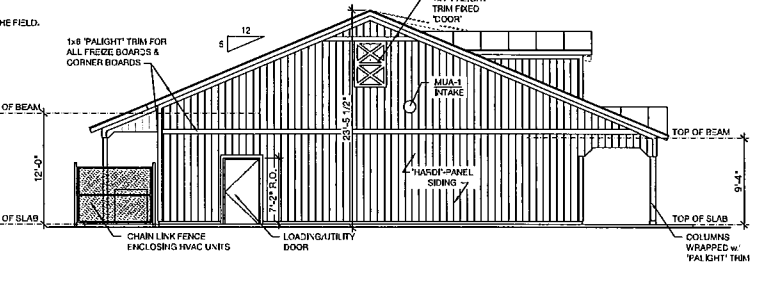 TRIM FIXED
'DOOR'
HE FIELD.
12
6
1x8 'PALIGHT' TRIM FOR
ALL FREIZE BOARDS &
CORNER BOARDS
MUA-1
INTAKE
OF BEAM
TOP OF BEAM
23'-5 1/2"
12'-0"
7'-2" R.O.
'HARDI'-PANEL
SIDING
9'-4"
OF SLAB
TOP OF SLAB
CHAIN LINK FENCE
ENCLOSING HVAC UNITS
LOADING/UTILITY
DOOR
COLUMNS
WRAPPED w/
'PALIGHT' TRIM